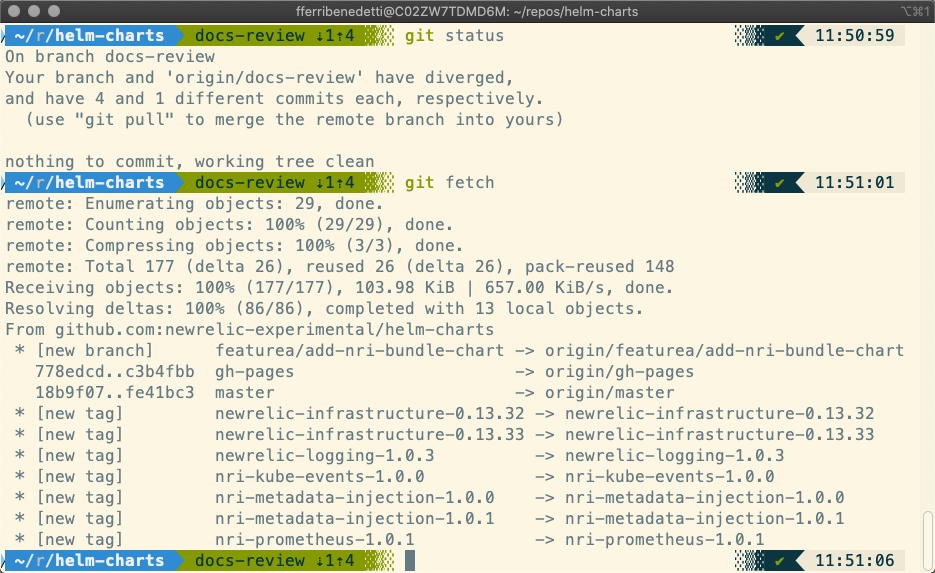 fferribenedetti@C02ZW7TDMD6M: ~/repos/helm-charts ⌥⌘1
~/r/helm-charts docs-review ↓1↑4 git status ✔ 11:50:59
On branch docs-review
Your branch and 'origin/docs-review' have diverged,
and have 4 and 1 different commits each, respectively.
  (use "git pull" to merge the remote branch into yours)
nothing to commit, working tree clean
~/r/helm-charts docs-review ↓1↑4 git fetch ✔ 11:51:01
remote: Enumerating objects: 29, done.
remote: Counting objects: 100% (29/29), done.
remote: Compressing objects: 100% (3/3), done.
remote: Total 177 (delta 26), reused 26 (delta 26), pack-reused 148
Receiving objects: 100% (177/177), 103.98 KiB | 657.00 KiB/s, done.
Resolving deltas: 100% (86/86), completed with 13 local objects.
From github.com:newrelic-experimental/helm-charts
 * [new branch]      featurea/add-nri-bundle-chart -> origin/featurea/add-nri-bundle-chart
   778edcd..c3b4fbb  gh-pages                      -> origin/gh-pages
   18b9f07..fe41bc3  master                        -> origin/master
 * [new tag]         newrelic-infrastructure-0.13.32 -> newrelic-infrastructure-0.13.32
 * [new tag]         newrelic-infrastructure-0.13.33 -> newrelic-infrastructure-0.13.33
 * [new tag]         newrelic-logging-1.0.3          -> newrelic-logging-1.0.3
 * [new tag]         nri-kube-events-1.0.0           -> nri-kube-events-1.0.0
 * [new tag]         nri-metadata-injection-1.0.0    -> nri-metadata-injection-1.0.0
 * [new tag]         nri-metadata-injection-1.0.1    -> nri-metadata-injection-1.0.1
 * [new tag]         nri-prometheus-1.0.1            -> nri-prometheus-1.0.1
~/r/helm-charts docs-review ↓1↑4 ✔ 11:51:06